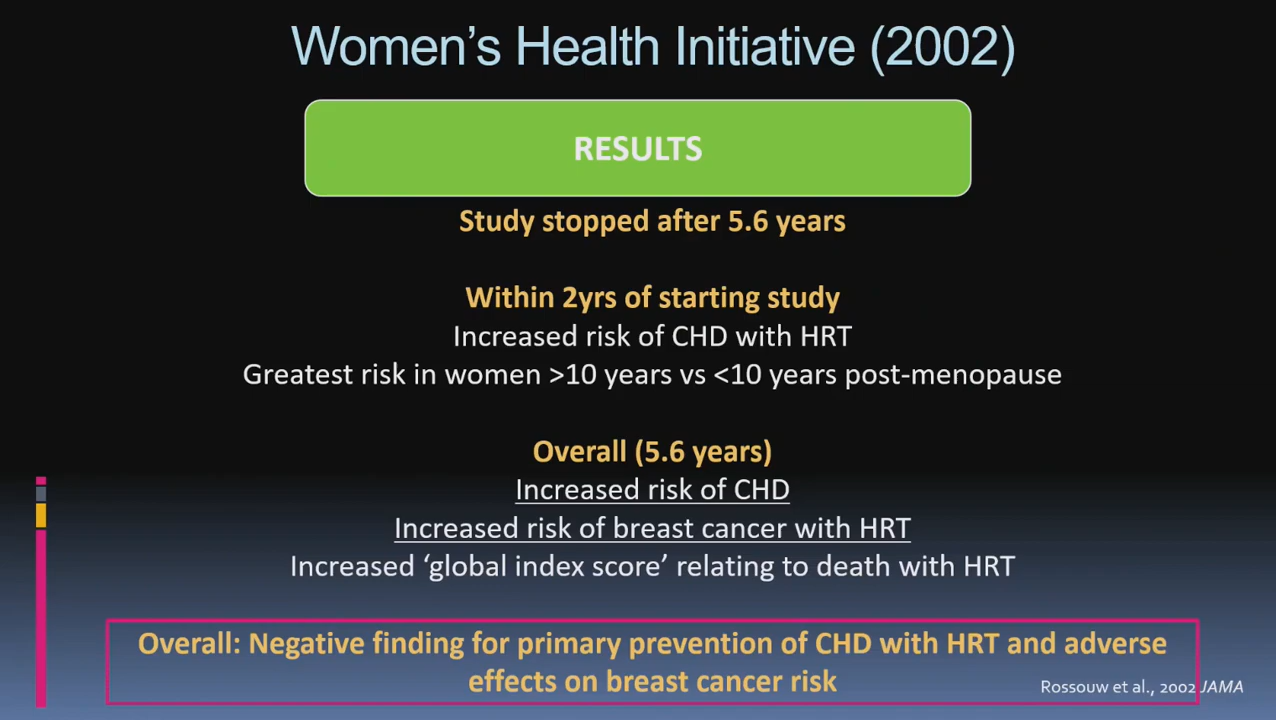 Women’s Health Initiative (2002)
RESULTS
Study stopped after 5.6 years
Within 2yrs of starting study
Increased risk of CHD with HRT
Greatest risk in women >10 years vs <10 years post-menopause
Overall (5.6 years)
Increased risk of CHD
Increased risk of breast cancer with HRT
Increased ‘global index score’ relating to death with HRT
Overall: Negative finding for primary prevention of CHD with HRT and adverse
effects on breast cancer risk
Rossouw et al., 2002 JAMA